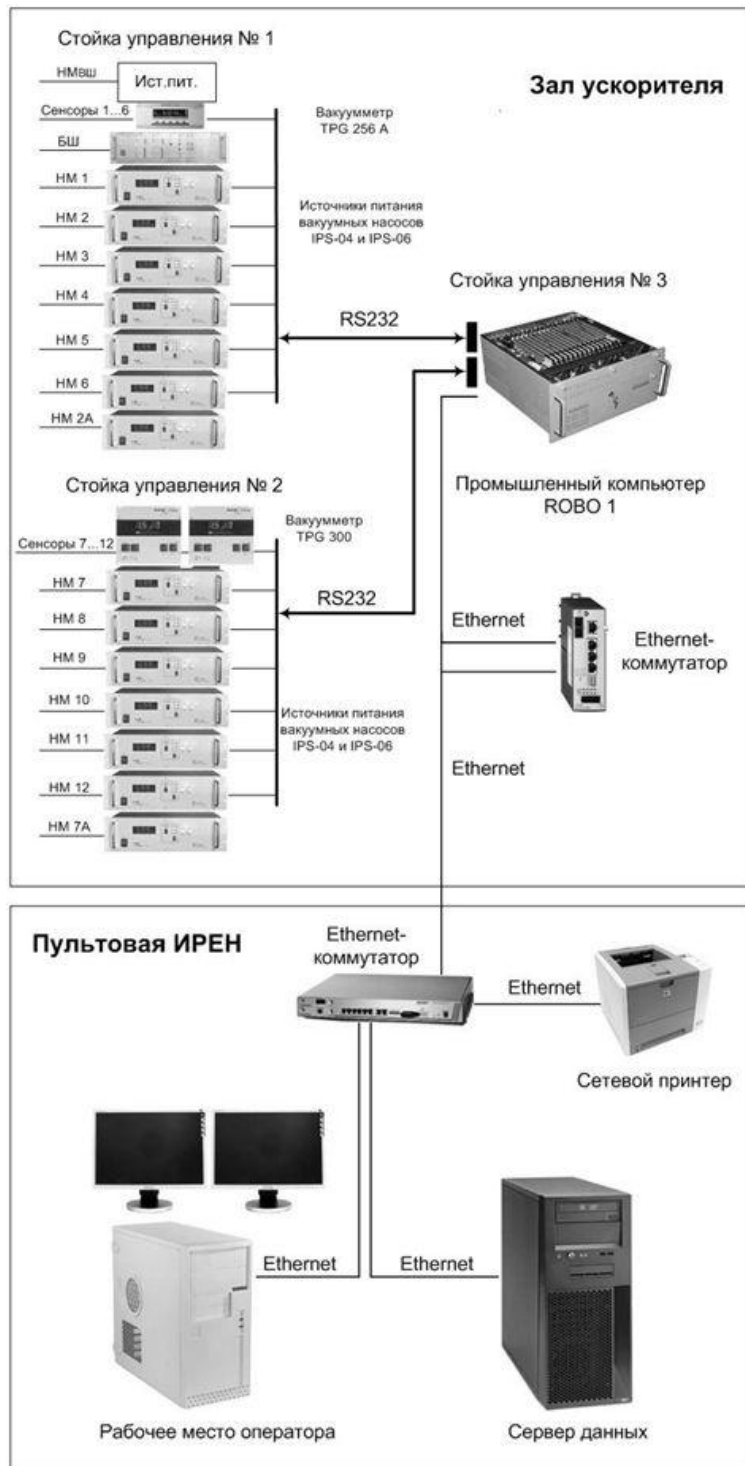 Стойка управления № 1
НМвш
Ист.пит.
Зал ускорителя
Сенсоры 1...6
Вакуумметр
TPG 256 A
БШ
НМ 1
НМ 2
Источники питания
вакуумных насосов
IPS-04 и IPS-06
НМ 3
НМ 4
НМ 5
НМ 6
НМ 2А
RS232
Стойка управления № 3
Промышленный компьютер
ROBO 1
Стойка управления № 2
Сенсоры 7...12
Вакуумметр
TPG 300
НМ 7
НМ 8
НМ 9
НМ 10
НМ 11
НМ 12
НМ 7А
RS232
Источники питания
вакуумных насосов
IPS-04 и IPS-06
Ethernet
Ethernet-
коммутатор
Ethernet
Пультовая ИРЕН
Ethernet-
коммутатор
Ethernet
Сетевой принтер
Ethernet
Ethernet
Рабочее место оператора
Сервер данных